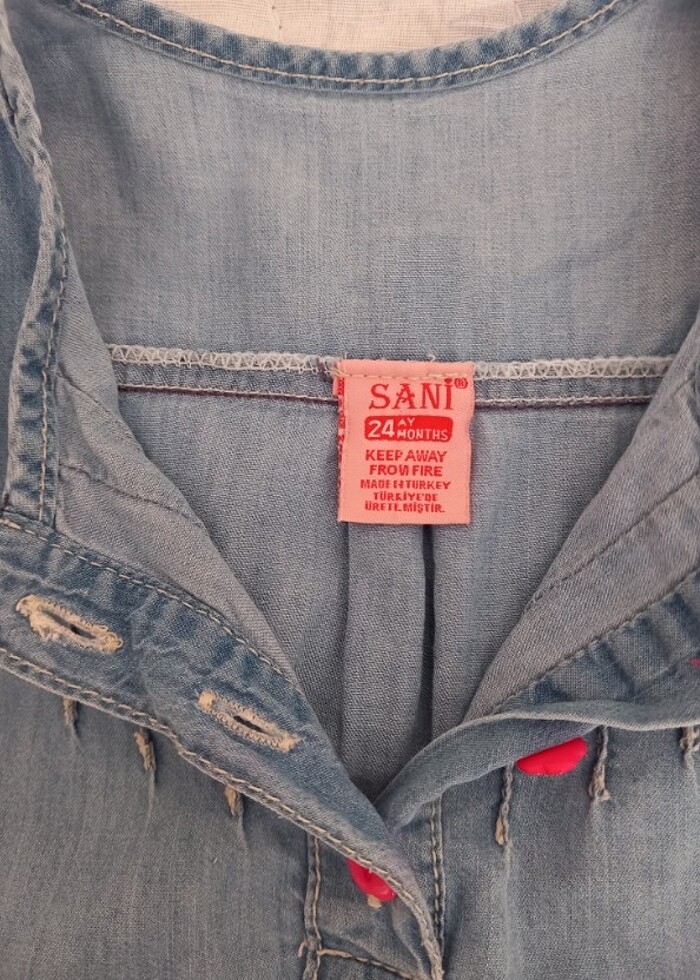 SANİ®
24 AY MONTHS
KEEP AWAY
FROM FIRE
MADE IN TURKEY
TÜRKİYE'DE
ÜRETİLMİŞTİR.